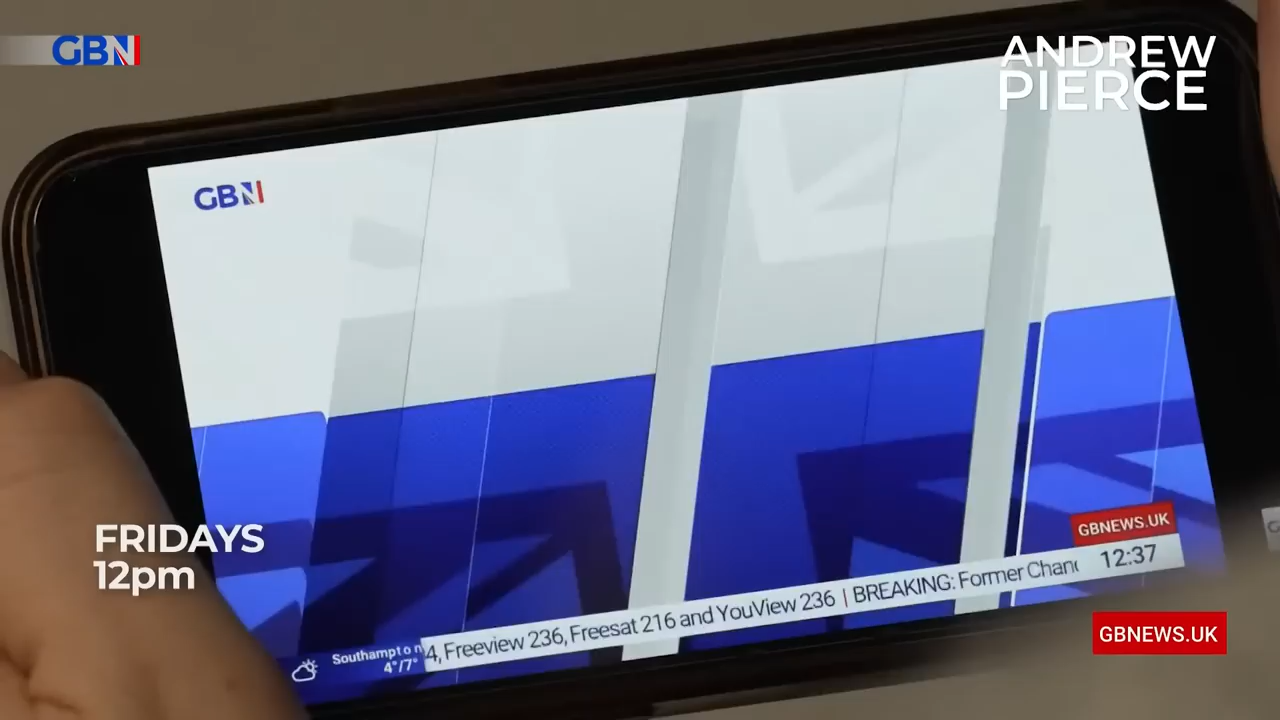 GBN
ANDREW
PIERCE
GBN
FRIDAYS
12pm
GBNEWS.UK
12:37
4, Freeview 236, Freesat 216 and YouView 236 | BREAKING: Former Chan
Southampton
4°/7°
GBNEWS.UK